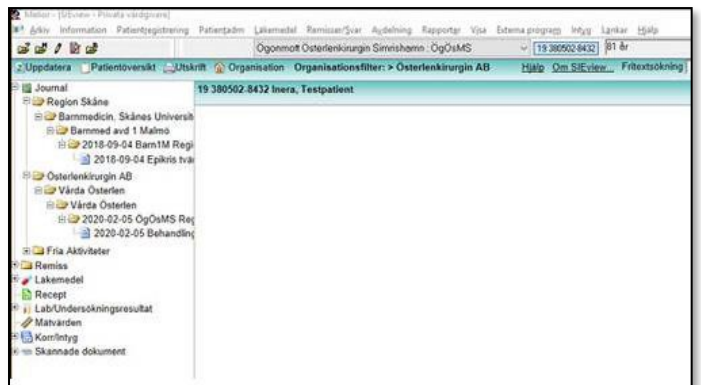 Melior - [SIEview - Privata vårdgivare]
Arkiv Information Patientregistrering Patientadm Läkemedel Remisser/Svar Avdelning Rapporter Visa Externa program Intyg Länkar Hjälp
Ögonmott Österlenkirurgin Simrishamn : ÖgÖsMS 19 380502-8432 81 år
Uppdatera Patientöversikt Utskrift Organisation Organisationsfilter: > Österlenkirurgin AB Hjälp Om SIEview... Fritextsökning
Journal 19 380502-8432 Inera, Testpatient
Region Skåne
Barnmedicin, Skånes Universit
Barnmed avd 1 Malmö
2018-09-04 Barn1M Regi
2018-09-04 Epikris tvär
Österlenkirurgin AB
Vårda Österlen
Vårda Österlen
2020-02-05 ÖgÖsMS Reg
2020-02-05 Behandling
Fria Aktiviteter
Remiss
Läkemedel
Recept
Lab/Undersökningsresultat
Mätvärden
Korr/Intyg
Skannade dokument